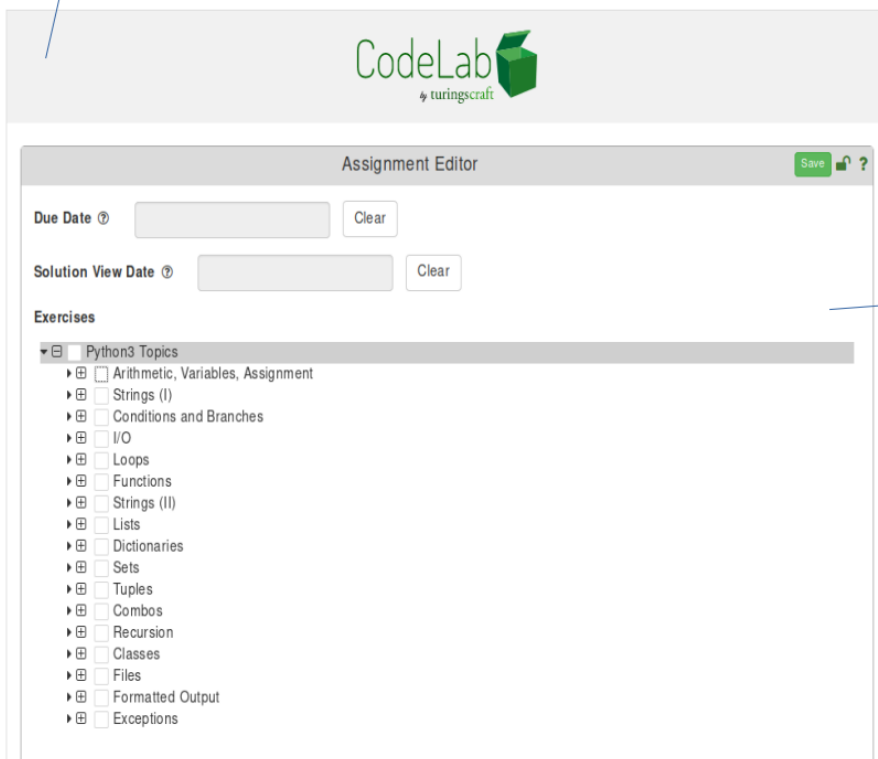 CodeLab
by turingscraft
Assignment Editor Save ?
Due Date ? Clear
Solution View Date ? Clear
Exercises
Python3 Topics
Arithmetic, Variables, Assignment
Strings (I)
Conditions and Branches
I/O
Loops
Functions
Strings (II)
Lists
Dictionaries
Sets
Tuples
Combos
Recursion
Classes
Files
Formatted Output
Exceptions